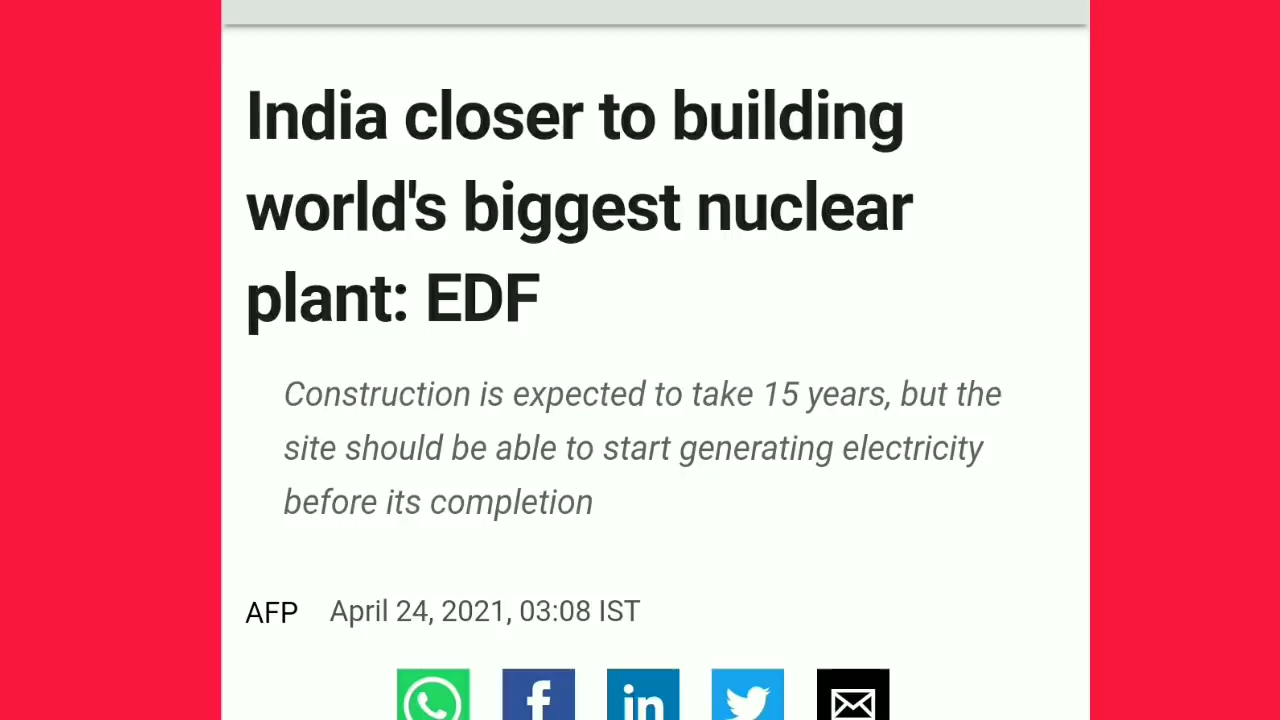 India closer to building
world's biggest nuclear
plant: EDF
Construction is expected to take 15 years, but the
site should be able to start generating electricity
before its completion
AFP April 24, 2021, 03:08 IST
f in